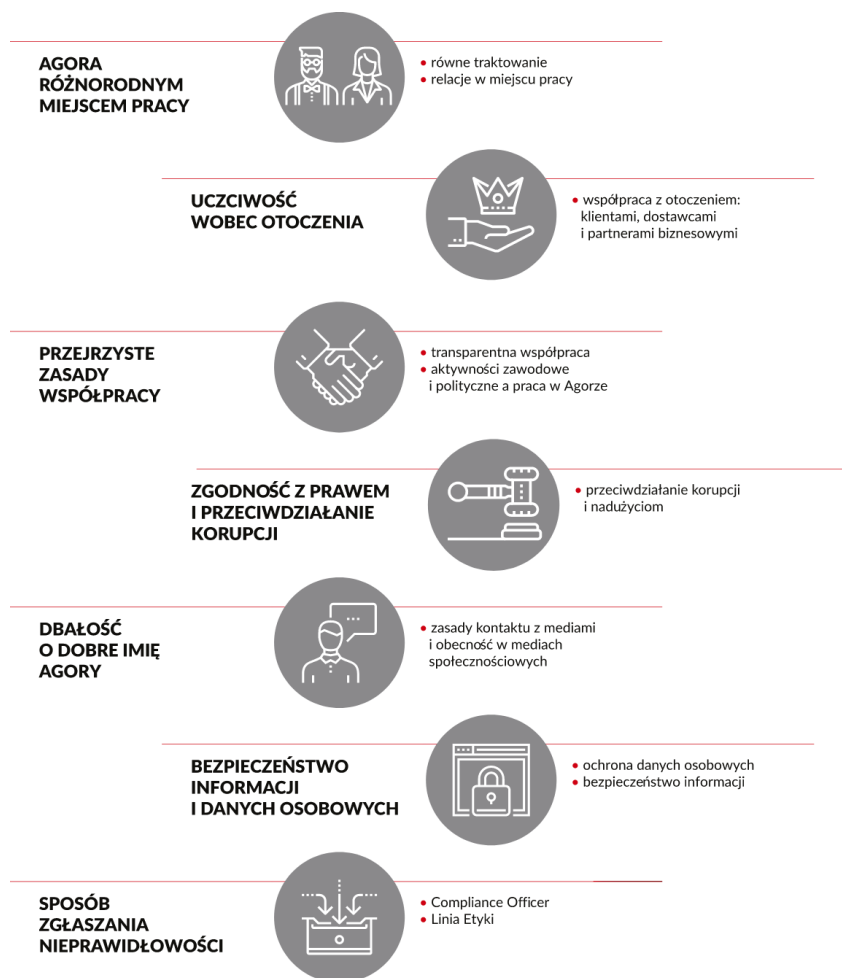 AGORA
RÓŻNORODNYM
MIEJSCEM PRACY
• równe traktowanie
• relacje w miejscu pracy
UCZCIWOŚĆ
WOBEC OTOCZENIA
• współpraca z otoczeniem:
klientami, dostawcami
i partnerami biznesowymi
PRZEJRZYSTE
ZASADY
WSPÓŁPRACY
• transparentna współpraca
• aktywności zawodowe
i polityczne a praca w Agorze
ZGODNOŚĆ Z PRAWEM
I PRZECIWDZIAŁANIE
KORUPCJI
• przeciwdziałanie korupcji
i nadużyciom
DBAŁOŚĆ
O DOBRE IMIĘ
AGORY
• zasady kontaktu z mediami
i obecność w mediach
społecznościowych
BEZPIECZEŃSTWO
INFORMACJI
I DANYCH OSOBOWYCH
• ochrona danych osobowych
• bezpieczeństwo informacji
SPOSÓB
ZGŁASZANIA
NIEPRAWIDŁOWOŚCI
• Compliance Officer
• Linia Etyki